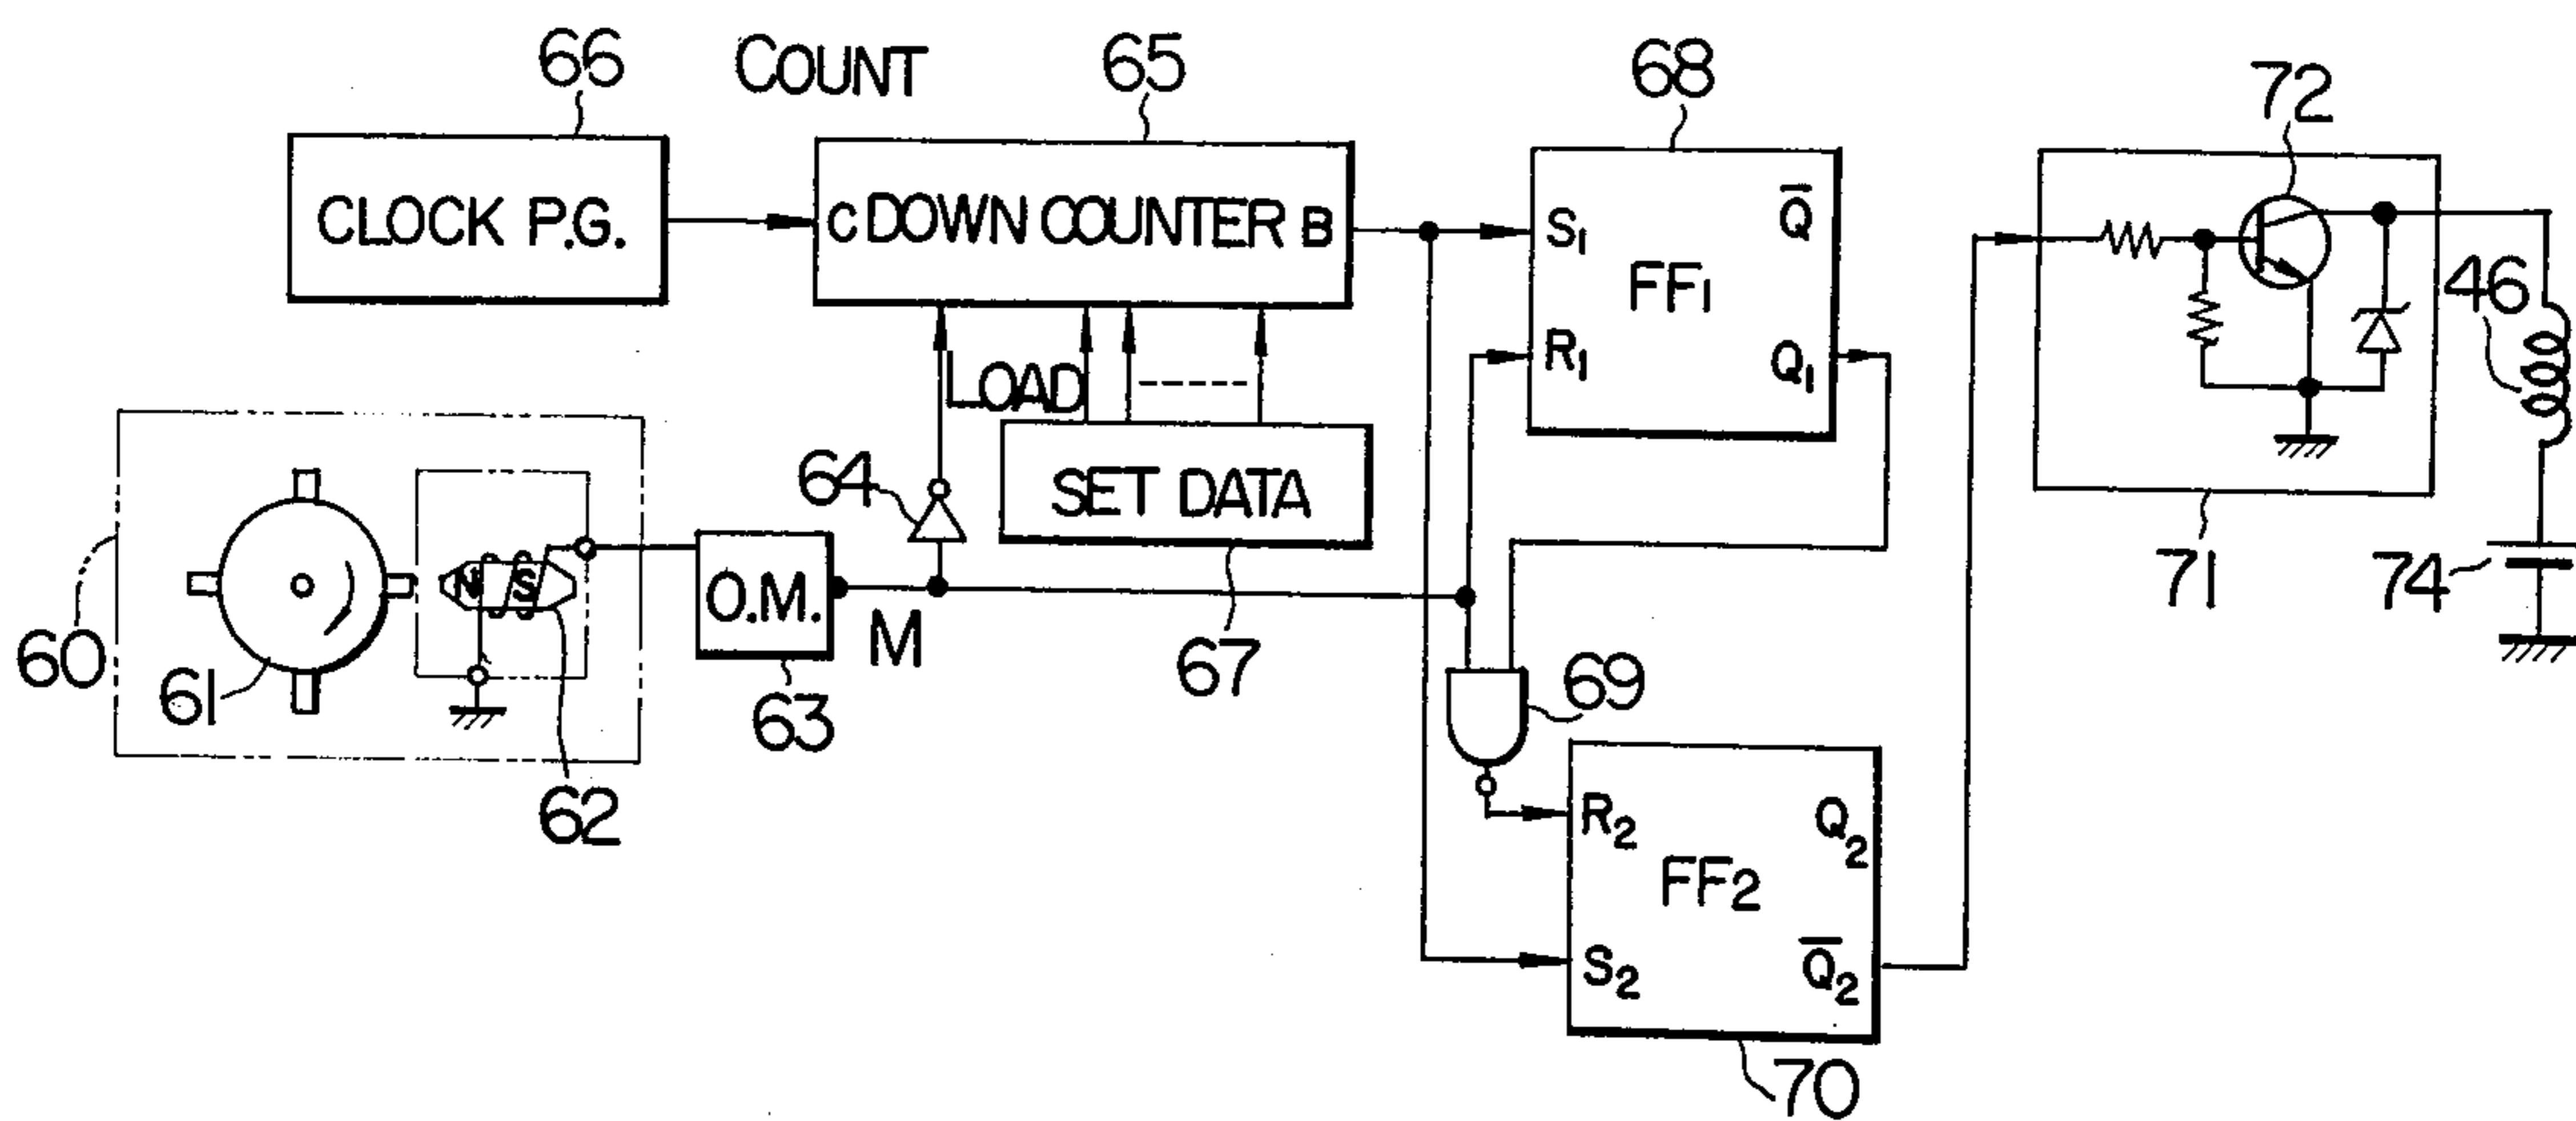 66
COUNT
65
68
72
CLOCK P.G.
C DOWN COUNTER B
S1
Q̅
FF1
R1
Q1
46
LOAD
SET DATA
64
N S
O.M.
M
60
61
62
63
67
69
71
74
R2
Q2
FF2
S2
Q̅2
70